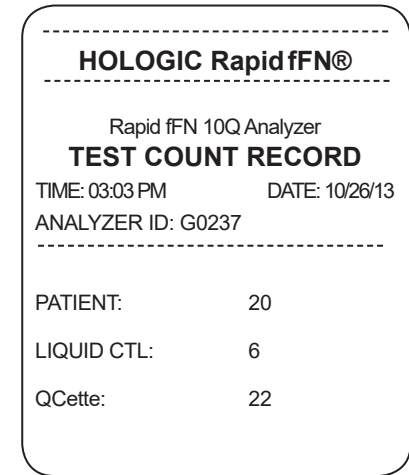 HOLOGIC Rapid fFN®
Rapid fFN 10Q Analyzer
TEST COUNT RECORD
TIME: 03:03 PM DATE: 10/26/13
ANALYZER ID: G0237
PATIENT: 20
LIQUID CTL: 6
QCette: 22